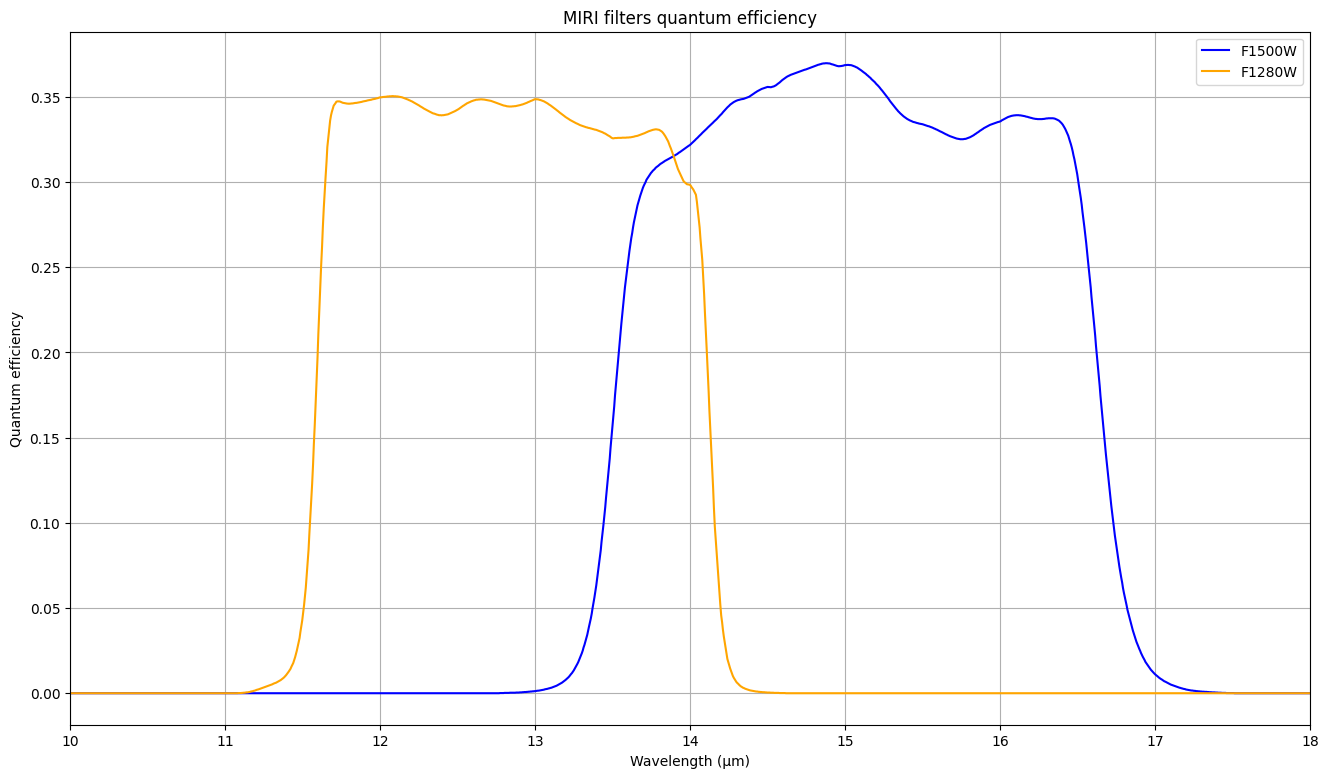 MIRI filters quantum efficiency
F1500W
F1280W
Quantum efficiency
0.35
0.30
0.25
0.20
0.15
0.10
0.05
0.00
10 11 12 13 14 15 16 17 18
Wavelength (μm)